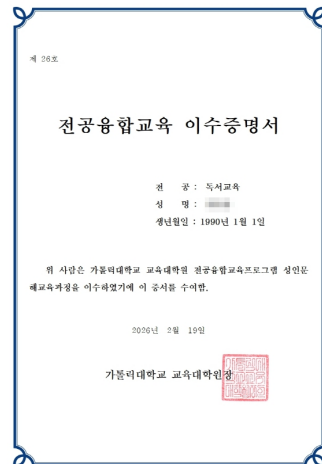 제 26호
전공융합교육 이수증명서
전 공 : 독서교육
성 명 :
생년월일 : 1990년 1월 1일
위 사람은 가톨릭대학교 교육대학원 전공융합교육프로그램 성인문
해교육과정을 이수하였기에 이 증서를 수여함.
2026년 2월 19일
가톨릭대학교 교육대학원장